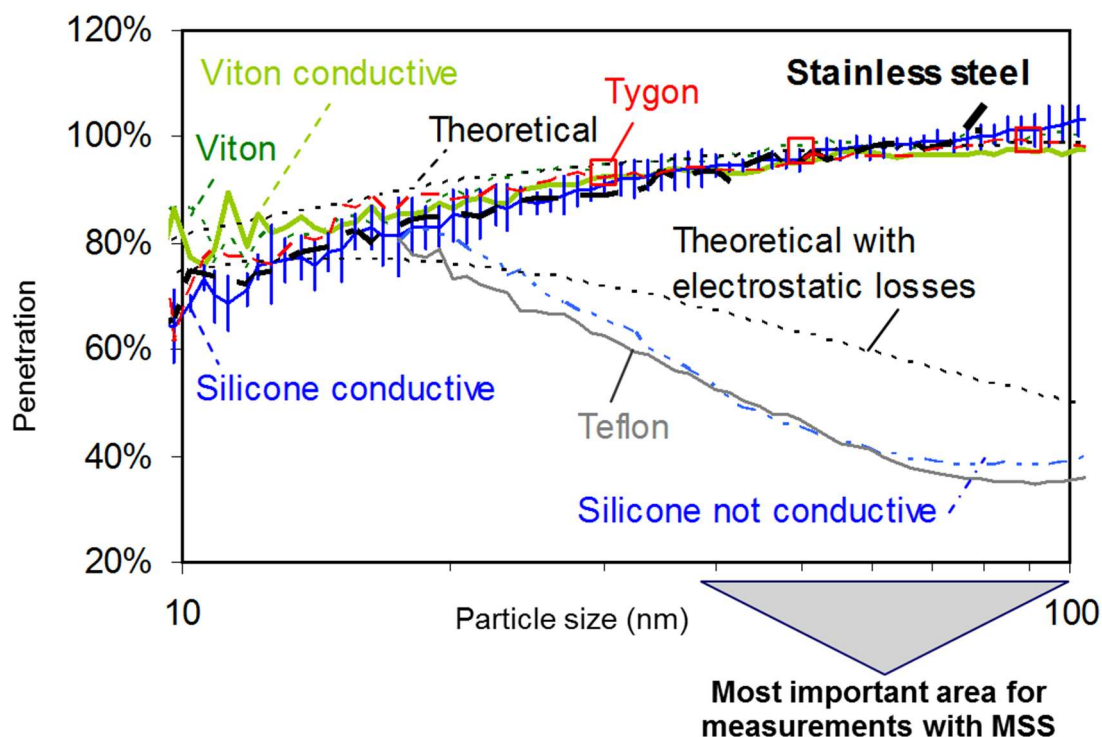 120%
100%
80%
60%
40%
20%
Penetration
Viton conductive
Viton
Theoretical
Tygon
Stainless steel
Theoretical with
electrostatic losses
Silicone conductive
Teflon
Silicone not conductive
10
Particle size (nm)
100
Most important area for
measurements with MSS